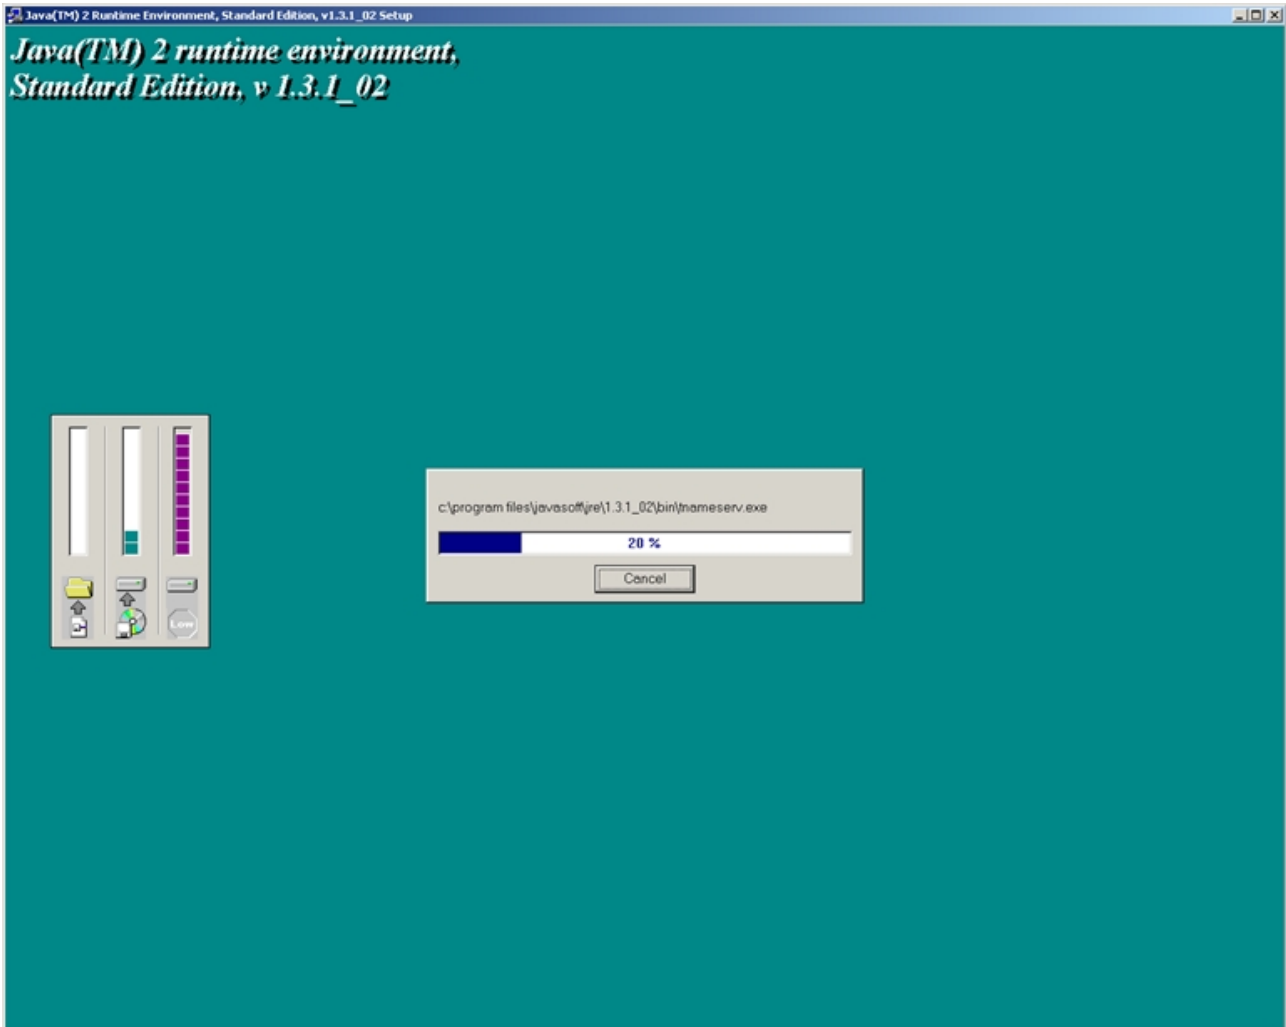 Java(TM) 2 Runtime Environment, Standard Edition, v1.3.1_02 Setup
Java(TM) 2 runtime environment,
Standard Edition, v 1.3.1_02
c:\program files\javasoft\jre\1.3.1_02\bin\tnameserv.exe
20 %
Cancel
Low